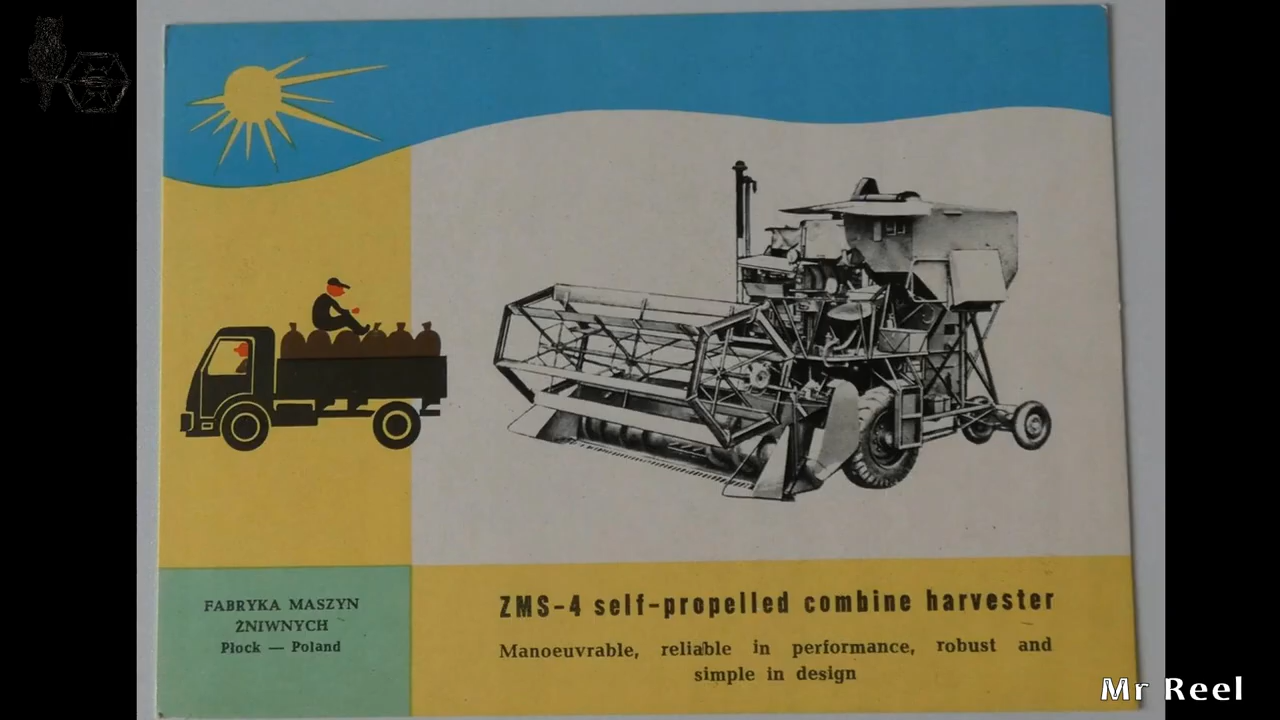 FABRYKA MASZYN
ŻNIWNYCH
Płock — Poland
ZMS-4 self-propelled combine harvester
Manoeuvrable, reliable in performance, robust and
simple in design
Mr Reel